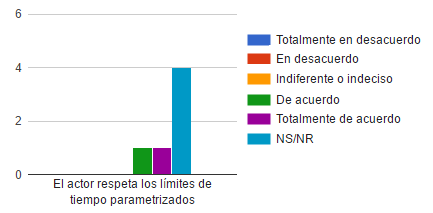 6
4
2
0
El actor respeta los límites de
tiempo parametrizados
Totalmente en desacuerdo
En desacuerdo
Indiferente o indeciso
De acuerdo
Totalmente de acuerdo
NS/NR